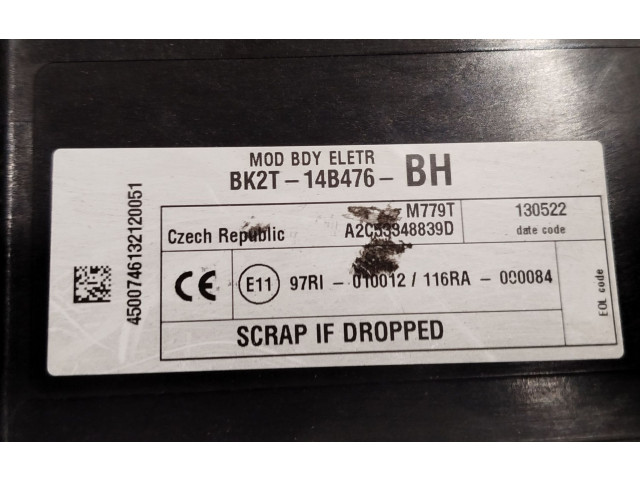 MOD BDY ELETR
BK2T-14B476-BH
M779T
130522
Czech Republic
A2C53348839D
date code
CE
E11
97RI - 010012 / 116RA - 000084
EOL code
SCRAP IF DROPPED
4500746132120051